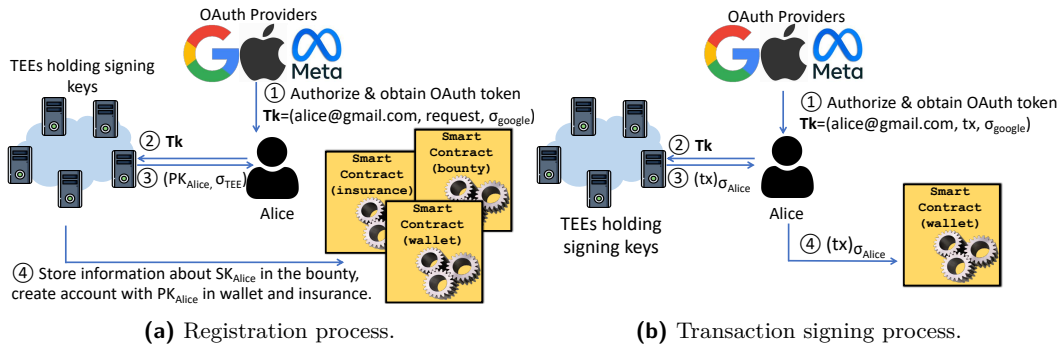 OAuth Providers
Meta
TEEs holding signing
keys
① Authorize & obtain OAuth token
Tk=(alice@gmail.com, request, σgoogle)
② Tk
③ (PKAlice, σTEE)
Alice
Smart
Contract
(bounty)
Smart
Contract
(insurance)
Smart
Contract
(wallet)
④ Store information about SKAlice in the bounty,
create account with PKAlice in wallet and insurance.
(a) Registration process.
OAuth Providers
Meta
① Authorize & obtain OAuth token
Tk=(alice@gmail.com, tx, σgoogle)
② Tk
③ (tx)σAlice
Alice
TEEs holding
signing keys
Smart
Contract
(wallet)
④ (tx)σAlice
(b) Transaction signing process.